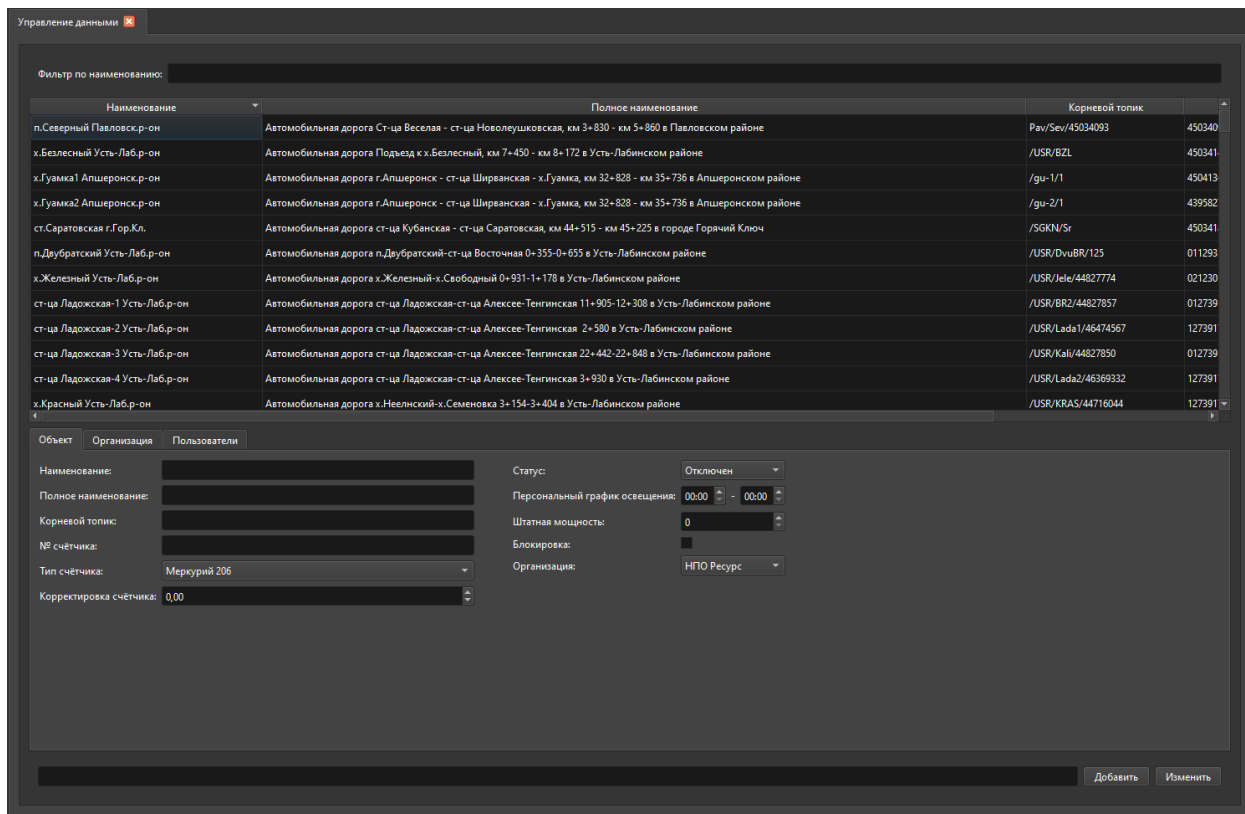 Управление данными
Фильтр по наименованию:
Наименование Полное наименование Корневой топик
п.Северный Павловск.р-он Автомобильная дорога Ст-ца Веселая - ст-ца Новолеушковская, км 3+830 - км 5+860 в Павловском районе Pav/Sev/45034093 450340
х.Безлесный Усть-Лаб.р-он Автомобильная дорога Подъезд к х.Безлесный, км 7+450 - км 8+172 в Усть-Лабинском районе /USR/BZL 450341
х.Гуамка1 Апшеронск.р-он Автомобильная дорога г.Апшеронск - ст-ца Ширванская - х.Гуамка, км 32+828 - км 35+736 в Апшеронском районе /gu-1/1 450413
х.Гуамка2 Апшеронск.р-он Автомобильная дорога г.Апшеронск - ст-ца Ширванская - х.Гуамка, км 32+828 - км 35+736 в Апшеронском районе /gu-2/1 439582
ст.Саратовская г.Гор.Кл. Автомобильная дорога ст-ца Кубанская - ст-ца Саратовская, км 44+515 - км 45+225 в городе Горячий Ключ /SGKN/Sr 450341
п.Двубратский Усть-Лаб.р-он Автомобильная дорога п.Двубратский-ст-ца Восточная 0+355-0+655 в Усть-Лабинском районе /USR/DvuBR/125 011293
х.Железный Усть-Лаб.р-он Автомобильная дорога х.Железный-х.Свободный 0+931-1+178 в Усть-Лабинском районе /USR/Jele/44827774 021230
ст-ца Ладожская-1 Усть-Лаб.р-он Автомобильная дорога ст-ца Ладожская-ст-ца Алексее-Тенгинская 11+905-12+308 в Усть-Лабинском районе /USR/BR2/44827857 012739
ст-ца Ладожская-2 Усть-Лаб.р-он Автомобильная дорога ст-ца Ладожская-ст-ца Алексее-Тенгинская 2+580 в Усть-Лабинском районе /USR/Lada1/46474567 127391
ст-ца Ладожская-3 Усть-Лаб.р-он Автомобильная дорога ст-ца Ладожская-ст-ца Алексее-Тенгинская 22+442-22+848 в Усть-Лабинском районе /USR/Kali/44827850 012739
ст-ца Ладожская-4 Усть-Лаб.р-он Автомобильная дорога ст-ца Ладожская-ст-ца Алексее-Тенгинская 3+930 в Усть-Лабинском районе /USR/Lada2/46369332 127391
х.Красный Усть-Лаб.р-он Автомобильная дорога х.Неелнский-х.Семеновка 3+154-3+404 в Усть-Лабинском районе /USR/KRAS/44716044 127391
Объект Организация Пользователи
Наименование: Статус: Отключен
Полное наименование: Персональный график освещения: 00:00 - 00:00
Корневой топик: Штатная мощность: 0
№ счётчика: Блокировка:
Тип счётчика: Меркурий 206 Организация: НПО Ресурс
Корректировка счётчика: 0,00
Добавить Изменить